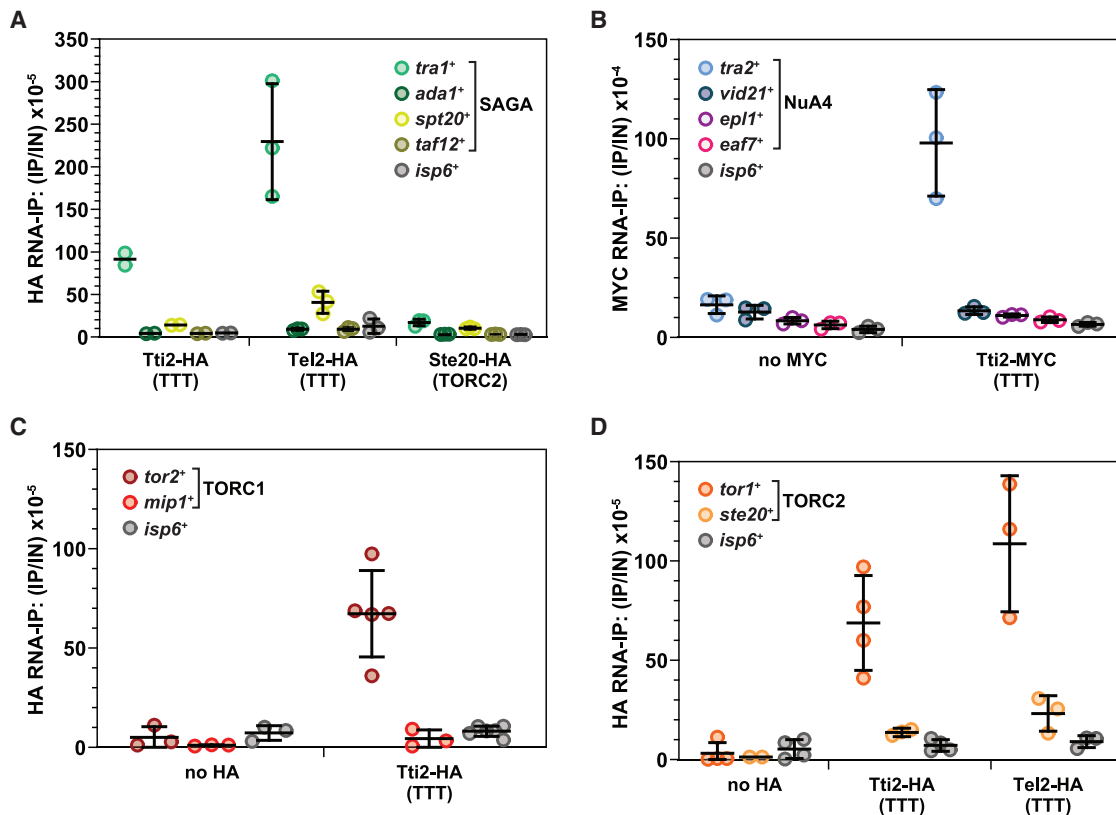 A
HA RNA-IP: (IP/IN) x10-5
350
300
250
200
150
100
50
0
tra1+
ada1+
spt20+
taf12+
isp6+
SAGA
Tti2-HA
(TTT)
Tel2-HA
(TTT)
Ste20-HA
(TORC2)
B
MYC RNA-IP: (IP/IN) x10-4
150
100
50
0
tra2+
vid21+
epl1+
eaf7+
isp6+
NuA4
no MYC
Tti2-MYC
(TTT)
C
HA RNA-IP: (IP/IN) x10-5
150
100
50
0
tor2+
mip1+
isp6+
TORC1
no HA
Tti2-HA
(TTT)
D
HA RNA-IP: (IP/IN) x10-5
150
100
50
0
tor1+
ste20+
isp6+
TORC2
no HA
Tti2-HA
(TTT)
Tel2-HA
(TTT)